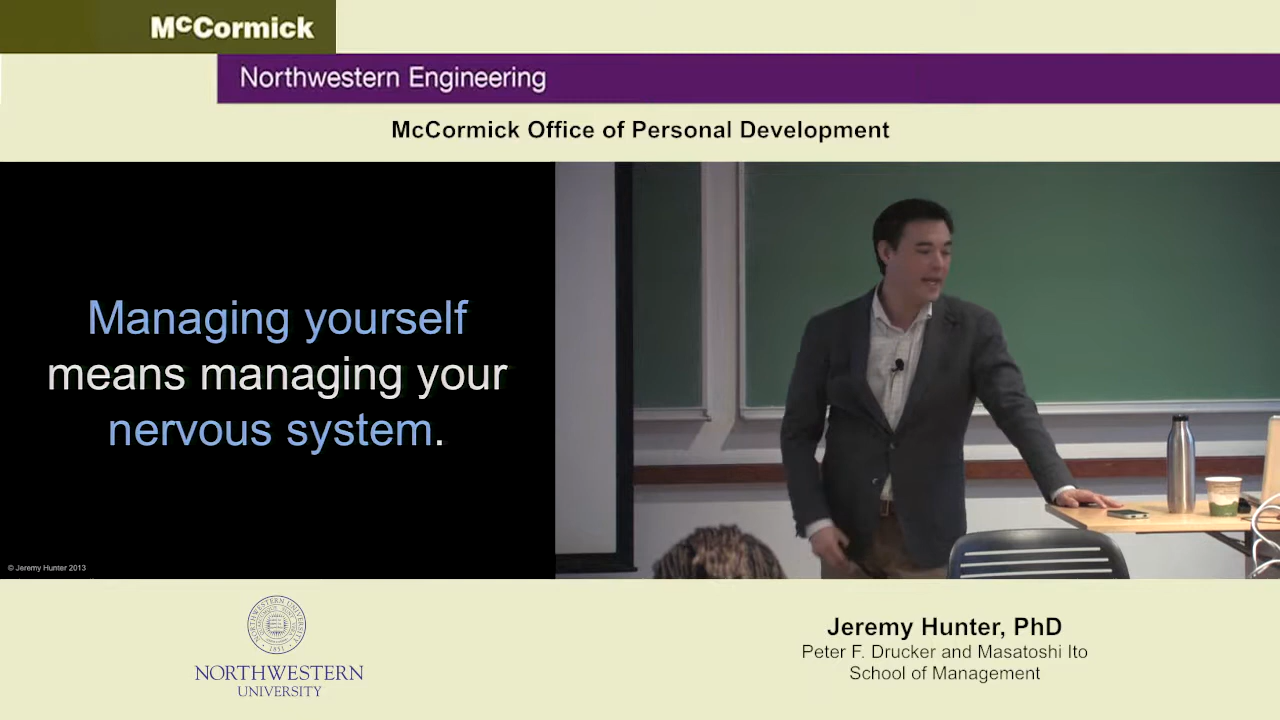 McCormick
Northwestern Engineering
McCormick Office of Personal Development
Managing yourself
means managing your
nervous system.
© Jeremy Hunter 2013
NORTHWESTERN
UNIVERSITY
Jeremy Hunter, PhD
Peter F. Drucker and Masatoshi Ito
School of Management